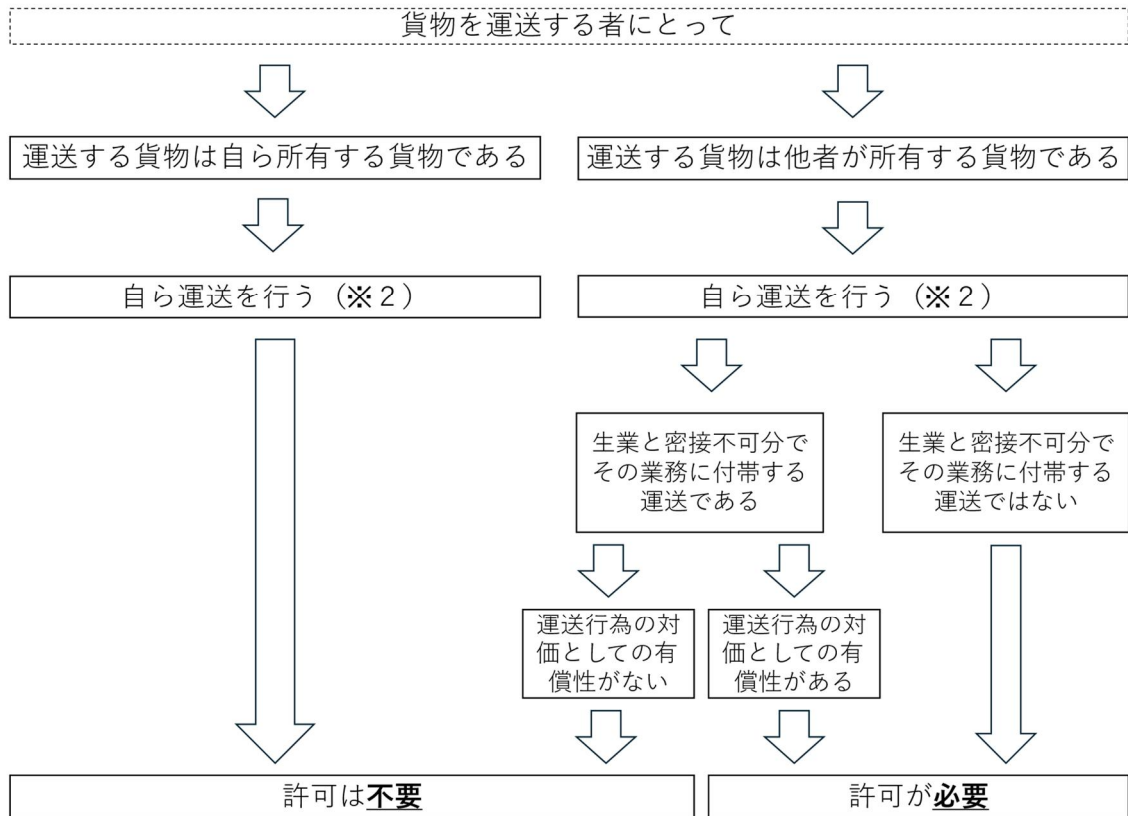 貨物を運送する者にとって
運送する貨物は自ら所有する貨物である
運送する貨物は他者が所有する貨物である
自ら運送を行う（※２）
自ら運送を行う（※２）
生業と密接不可分で
その業務に付帯する
運送である
生業と密接不可分で
その業務に付帯する
運送ではない
運送行為の対
価としての有
償性がない
運送行為の対
価としての有
償性がある
許可は不要
許可が必要